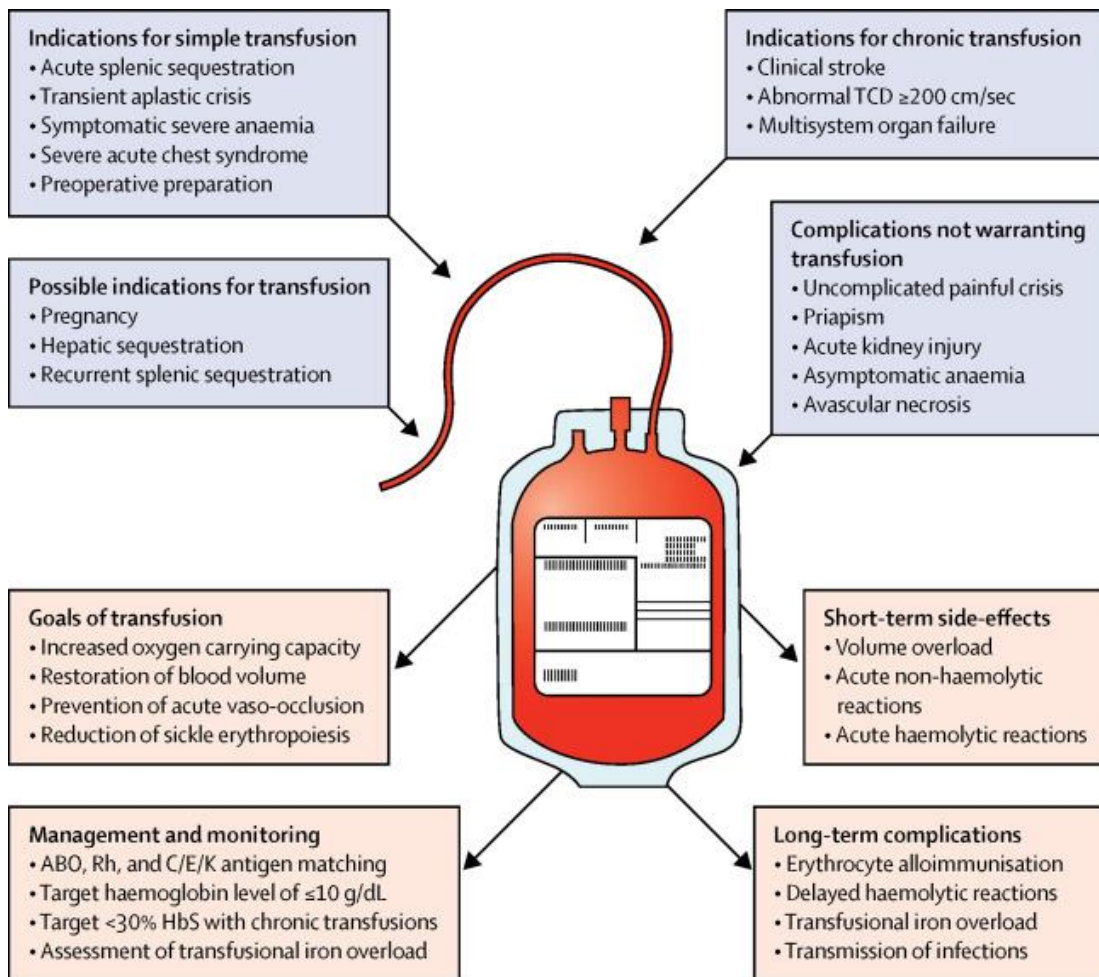 Indications for simple transfusion
• Acute splenic sequestration
• Transient aplastic crisis
• Symptomatic severe anaemia
• Severe acute chest syndrome
• Preoperative preparation
Indications for chronic transfusion
• Clinical stroke
• Abnormal TCD ≥200 cm/sec
• Multisystem organ failure
Possible indications for transfusion
• Pregnancy
• Hepatic sequestration
• Recurrent splenic sequestration
Complications not warranting
transfusion
• Uncomplicated painful crisis
• Priapism
• Acute kidney injury
• Asymptomatic anaemia
• Avascular necrosis
Goals of transfusion
• Increased oxygen carrying capacity
• Restoration of blood volume
• Prevention of acute vaso-occlusion
• Reduction of sickle erythropoiesis
Short-term side-effects
• Volume overload
• Acute non-haemolytic
reactions
• Acute haemolytic reactions
Management and monitoring
• ABO, Rh, and C/E/K antigen matching
• Target haemoglobin level of ≤10 g/dL
• Target <30% HbS with chronic transfusions
• Assessment of transfusional iron overload
Long-term complications
• Erythrocyte alloimmunisation
• Delayed haemolytic reactions
• Transfusional iron overload
• Transmission of infections